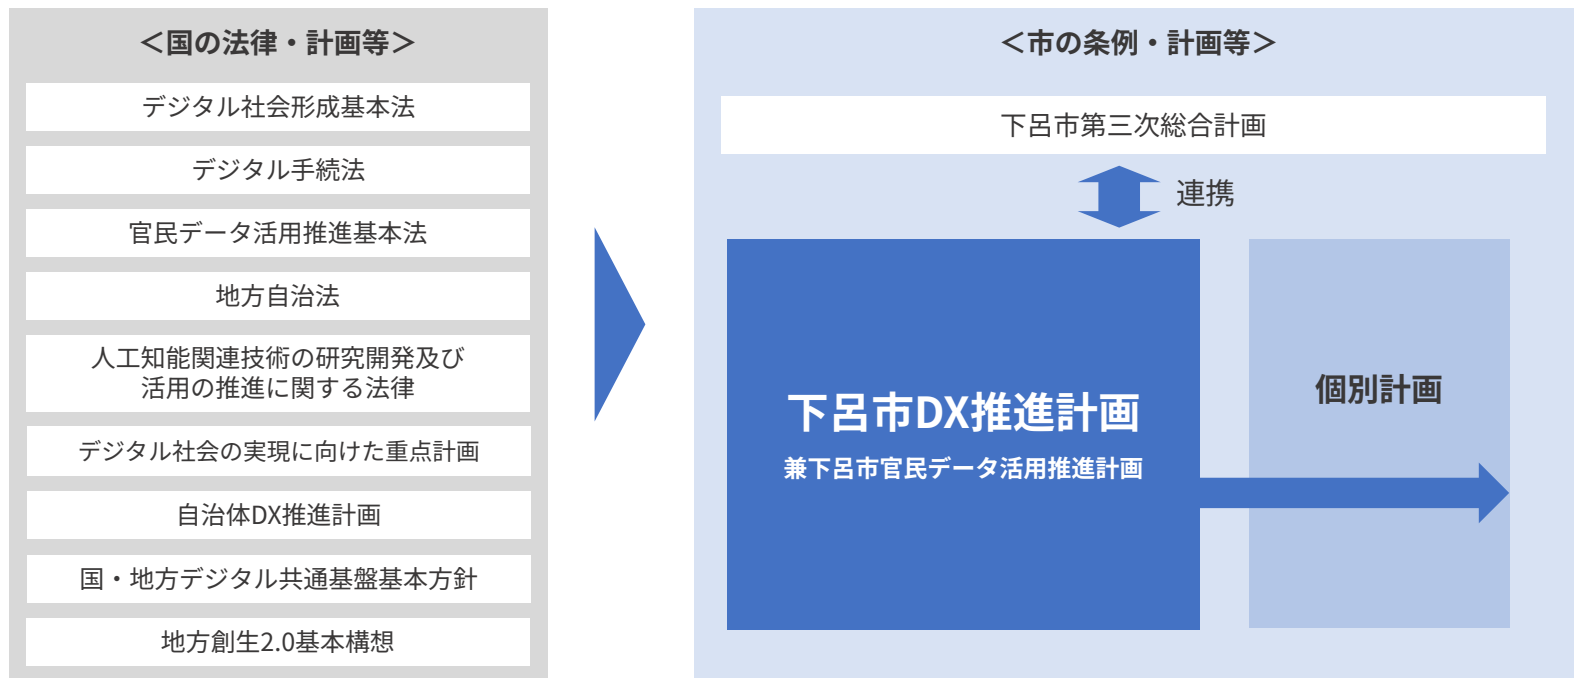 ＜国の法律・計画等＞
デジタル社会形成基本法
デジタル手続法
官民データ活用推進基本法
地方自治法
人工知能関連技術の研究開発及び
活用の推進に関する法律
デジタル社会の実現に向けた重点計画
自治体DX推進計画
国・地方デジタル共通基盤基本方針
地方創生2.0基本構想
＜市の条例・計画等＞
下呂市第三次総合計画
連携
下呂市DX推進計画
兼下呂市官民データ活用推進計画
個別計画